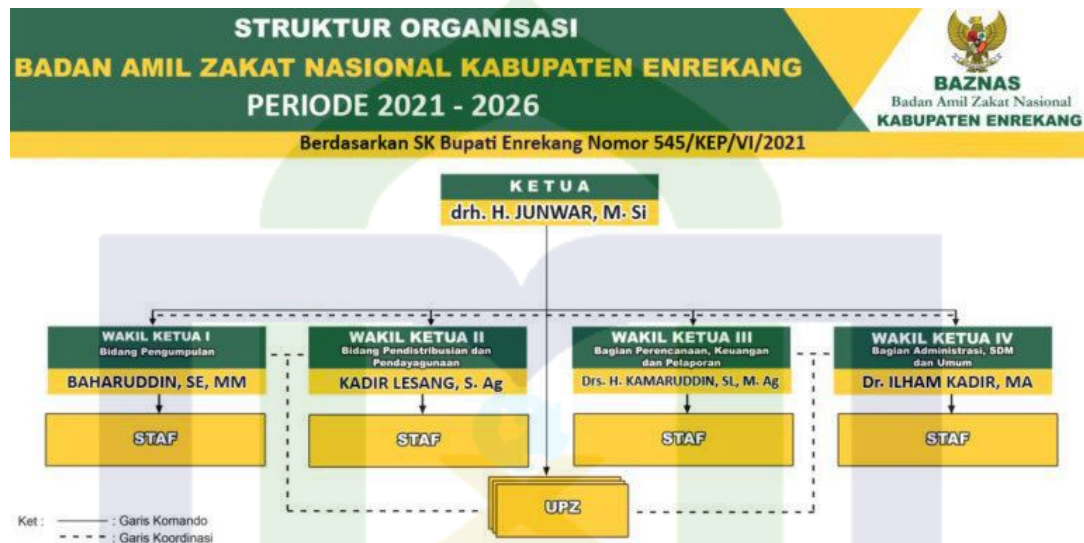 STRUKTUR ORGANISASI
BADAN AMIL ZAKAT NASIONAL KABUPATEN ENREKANG
PERIODE 2021 - 2026
BAZNAS
Badan Amil Zakat Nasional
KABUPATEN ENREKANG
Berdasarkan SK Bupati Enrekang Nomor 545/KEP/VI/2021
KETUA
drh. H. JUNWAR, M. Si
WAKIL KETUA I
Bidang Pengumpulan
BAHARUDDIN, SE, MM
STAF
WAKIL KETUA II
Bidang Pendistribusian dan
Pendayagunaan
KADIR LESANG, S. Ag
STAF
WAKIL KETUA III
Bagian Perencanaan, Keuangan
dan Pelaporan
Drs. H. KAMARUDDIN, SL, M. Ag
STAF
WAKIL KETUA IV
Bagian Administrasi, SDM
dan Umum
Dr. ILHAM KADIR, MA
STAF
UPZ
Ket : : Garis Komando
: Garis Koordinasi